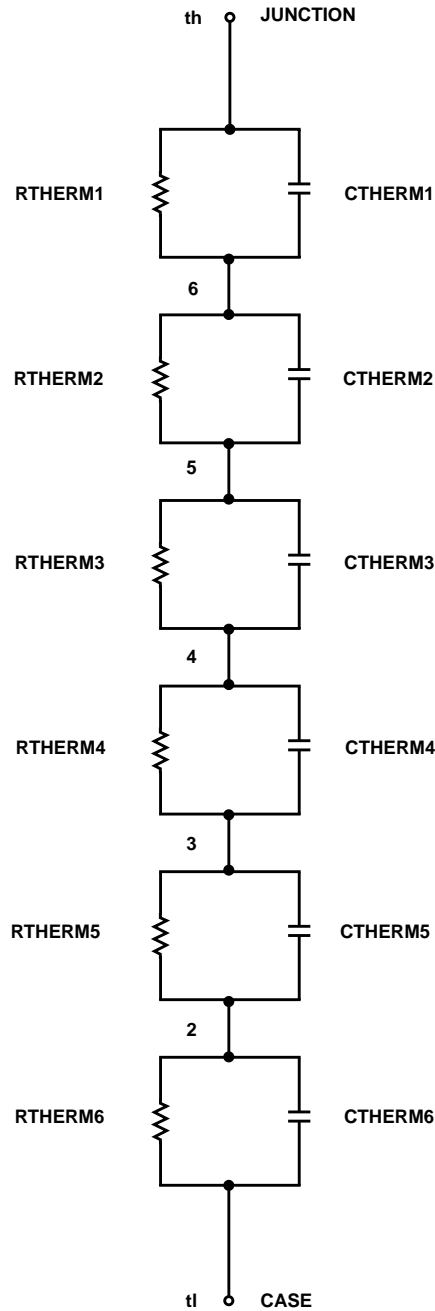 th JUNCTION
RTHERM1 CTHERM1
6
RTHERM2 CTHERM2
5
RTHERM3 CTHERM3
4
RTHERM4 CTHERM4
3
RTHERM5 CTHERM5
2
RTHERM6 CTHERM6
tl CASE